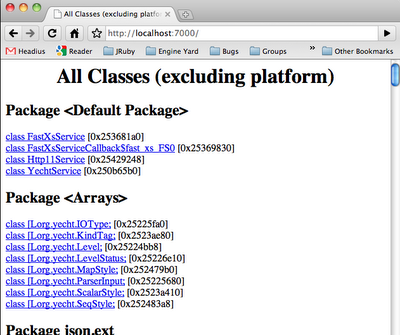 All Classes (excluding platfor
http://localhost:7000/
Headius Reader JRuby Engine Yard Bugs Groups » Other Bookmarks
All Classes (excluding platform)
Package <Default Package>
class FastXsService [0x253681a0]
class FastXsServiceCallback$fast_xs_FS0 [0x25369830]
class Http11Service [0x25429248]
class YechtService [0x250b65b0]
Package <Arrays>
class [Lorg.yecht.IOType; [0x25225fa0]
class [Lorg.yecht.KindTag; [0x2523ae80]
class [Lorg.yecht.Level; [0x25224bb8]
class [Lorg.yecht.LevelStatus; [0x25226e10]
class [Lorg.yecht.MapStyle; [0x252479b0]
class [Lorg.yecht.ParserInput; [0x25225680]
class [Lorg.yecht.ScalarStyle; [0x2523a410]
class [Lorg.yecht.SeqStyle; [0x252483a8]
Package json.ext